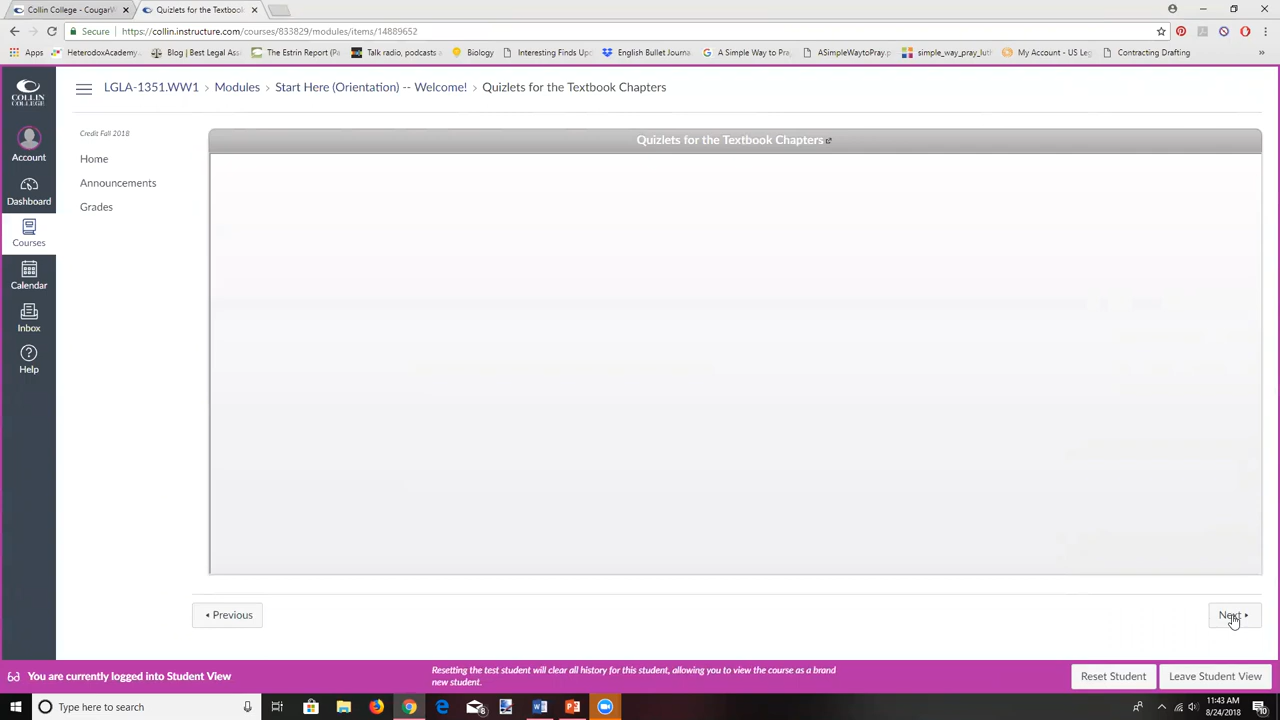 Collin College - CougarW
Quizlets for the Textbook
Secure
https://collin.instructure.com/courses/833829/modules/items/14889652
Apps
HeterodoxAcademy
Blog | Best Legal Ass
The Estrin Report (Pa
Talk radio, podcasts
Biology
Interesting Finds Up
English Bullet Journa
A Simple Way to Pra
ASimpleWaytoPray.p
simple_way_pray_lut
My Account - US Leg
Contracting Drafting
COLLIN COLLEGE
LGLA-1351.WW1 > Modules > Start Here (Orientation) -- Welcome! > Quizlets for the Textbook Chapters
Credit Fall 2018
Quizlets for the Textbook Chapters
Account
Home
Announcements
Dashboard
Grades
Courses
Calendar
Inbox
Help
Previous
Next
You are currently logged into Student View
Resetting the test student will clear all history for this student, allowing you to view the course as a brand
new student.
Reset Student
Leave Student View
Type here to search
11:43 AM
8/24/2018